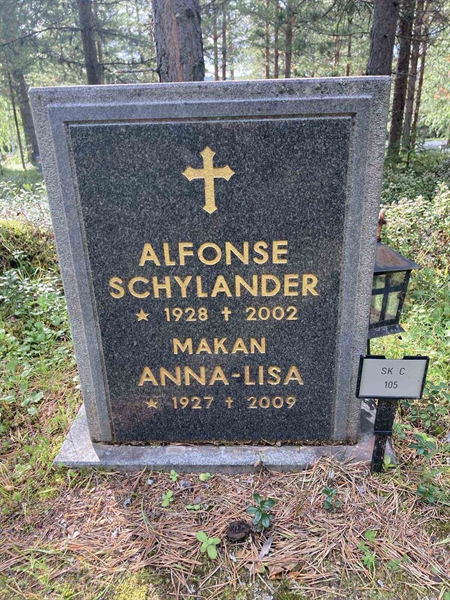 ALFONSE
SCHYLANDER
★ 1928 ✝ 2002
MAKAN
ANNA-LISA
★ 1927 ✝ 2009
SK C
105